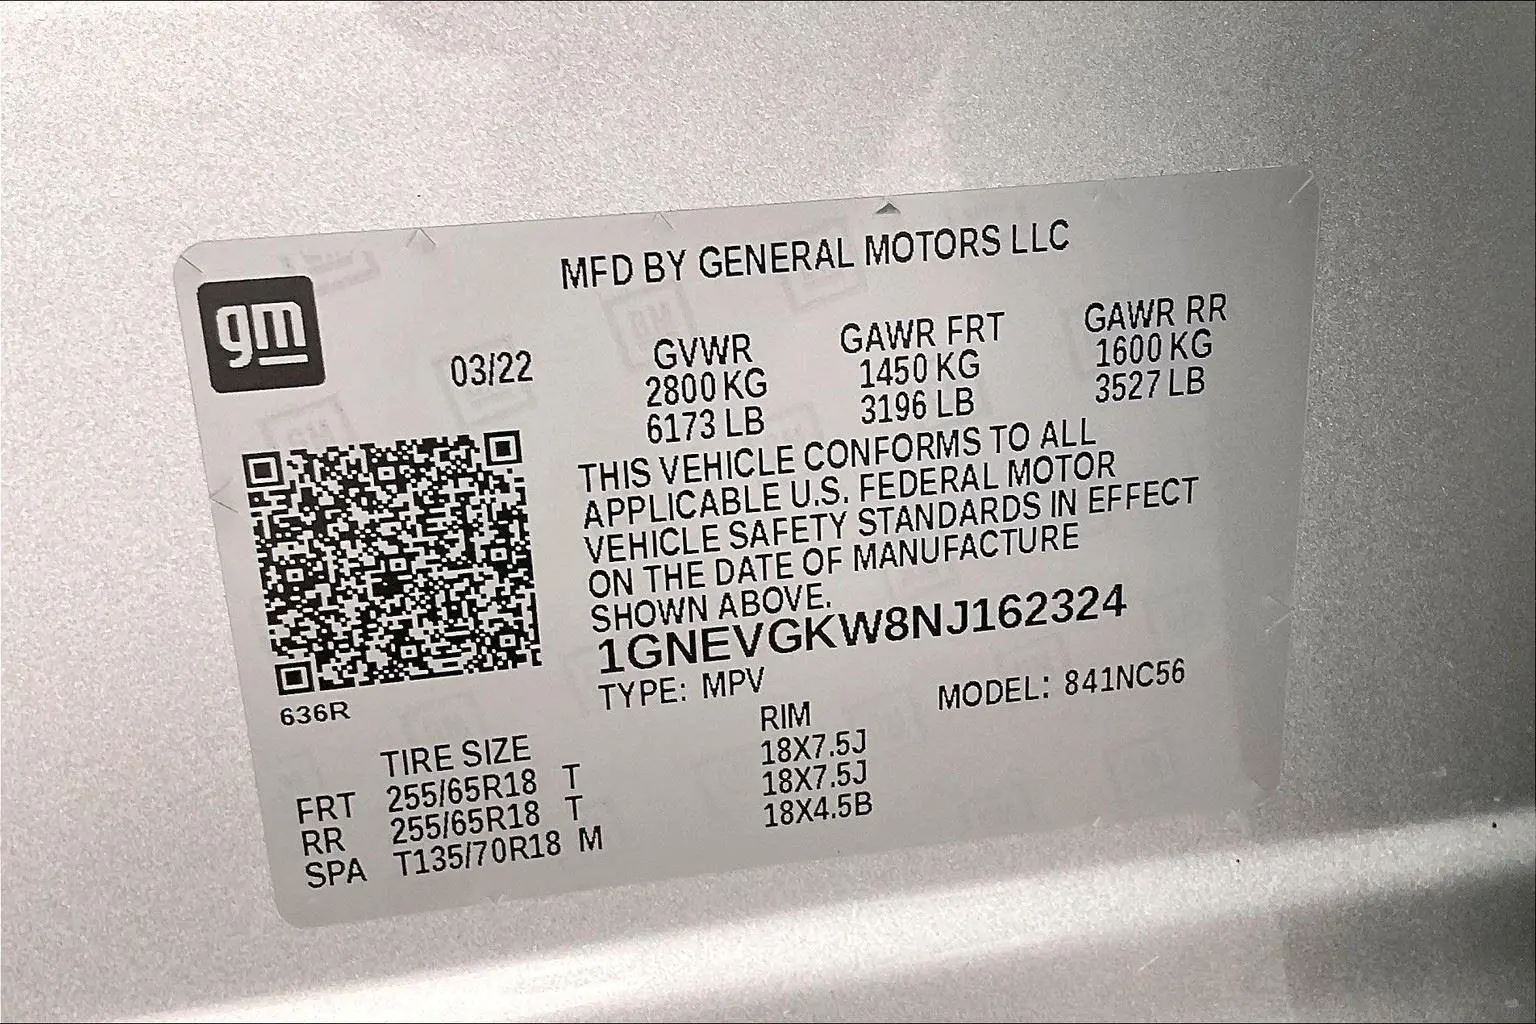 gm
MFD BY GENERAL MOTORS LLC
03/22
GVWR GAWR FRT GAWR RR
2800 KG 1450 KG 1600 KG
6173 LB 3196 LB 3527 LB
THIS VEHICLE CONFORMS TO ALL
APPLICABLE U.S. FEDERAL MOTOR
VEHICLE SAFETY STANDARDS IN EFFECT
ON THE DATE OF MANUFACTURE
SHOWN ABOVE.
1GNEVGKW8NJ162324
TYPE: MPV MODEL: 841NC56
636R
TIRE SIZE RIM
FRT 255/65R18 T 18X7.5J
RR 255/65R18 T 18X7.5J
SPA T135/70R18 M 18X4.5B